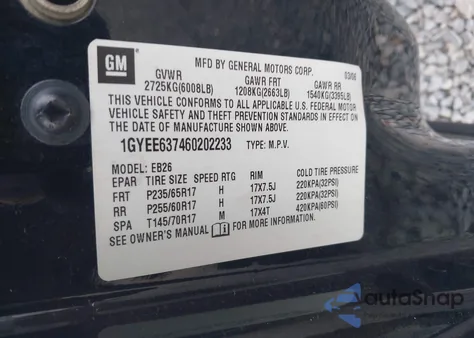 GM
MFD BY GENERAL MOTORS CORP. 03/06
GVWR GAWR FRT GAWR RR
2725KG(6008LB) 1208KG(2663LB) 1540KG(3395LB)
THIS VEHICLE CONFORMS TO ALL APPLICABLE U.S. FEDERAL MOTOR
VEHICLE SAFETY AND THEFT PREVENTION STANDARDS IN EFFECT ON
THE DATE OF MANUFACTURE SHOWN ABOVE.
1GYEE637460202233 TYPE: M.P.V.
MODEL: EB26
EPAR TIRE SIZE SPEED RTG RIM COLD TIRE PRESSURE
FRT P235/65R17 H 17X7.5J 220KPA(32PSI)
RR P255/60R17 H 17X7.5J 220KPA(32PSI)
SPA T145/70R17 M 17X4T 420KPA(60PSI)
SEE OWNER'S MANUAL FOR MORE INFORMATION.
autoSnap